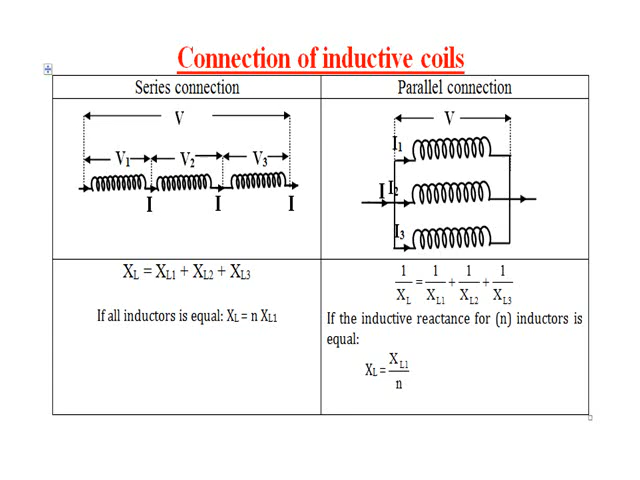 Connection of inductive coils
Series connection
Parallel connection
V
V1 V2 V3
I I I
V
I1
I I2
I3
XL = XL1 + XL2 + XL3
If all inductors is equal: XL = n XL1
1/XL = 1/XL1 + 1/XL2 + 1/XL3
If the inductive reactance for (n) inductors is
equal:
XL = XL1/n